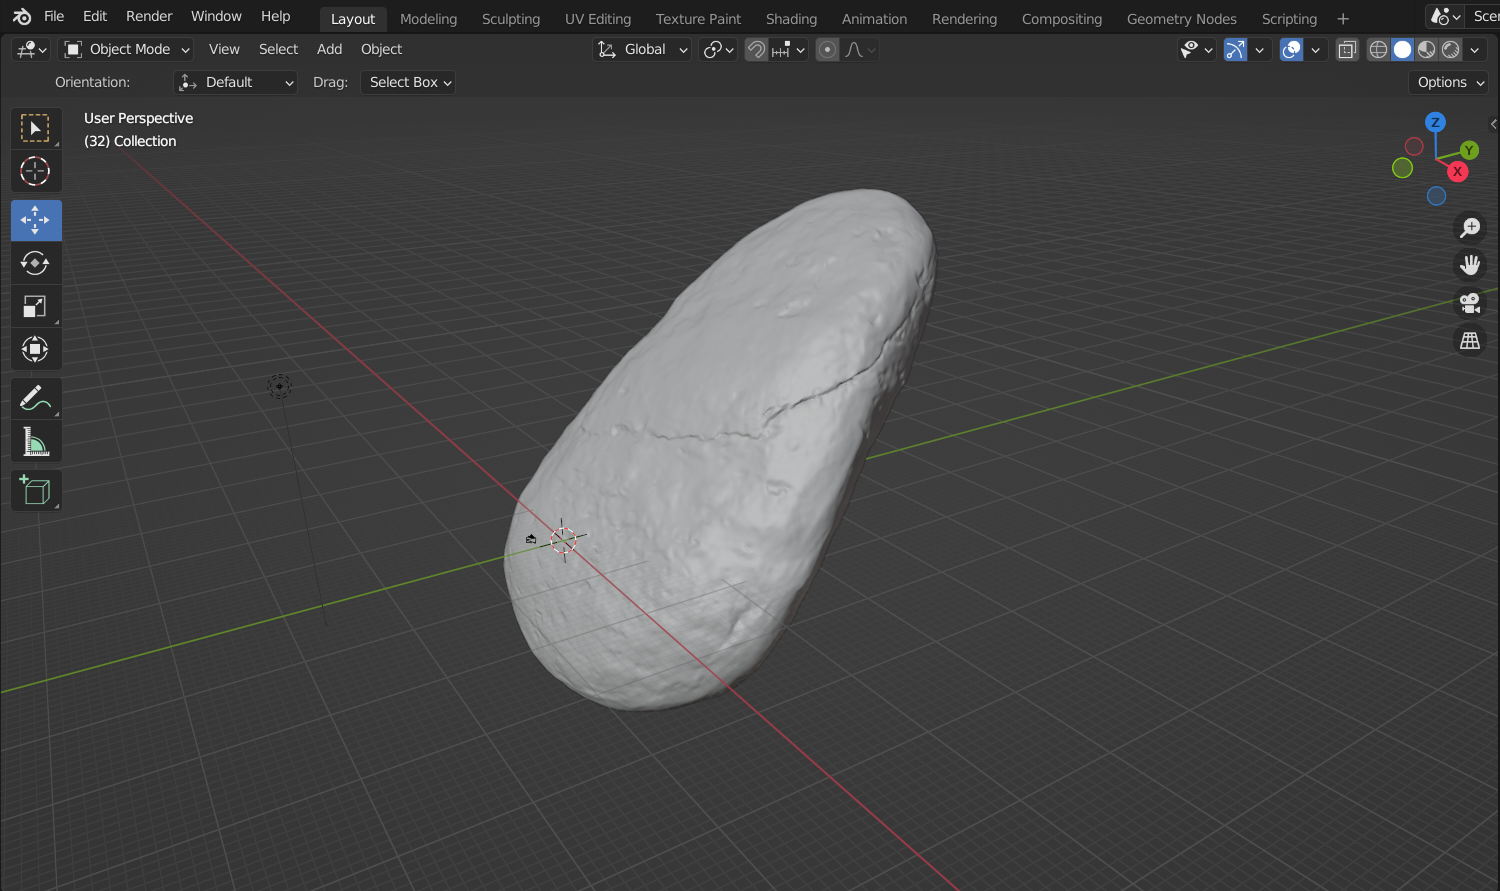 File Edit Render Window Help Layout Modeling Sculpting UV Editing Texture Paint Shading Animation Rendering Compositing Geometry Nodes Scripting + Scen
Object Mode View Select Add Object Global
Orientation: Default Drag: Select Box Options
User Perspective
(32) Collection
Z
Y
X